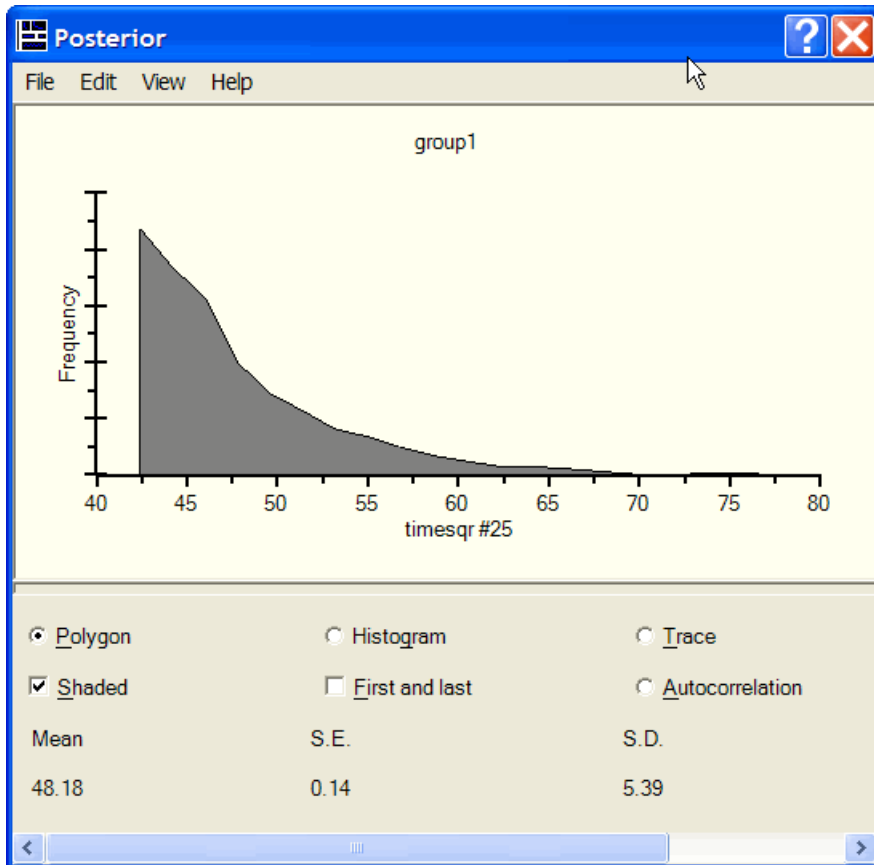 Posterior
File Edit View Help
group1
Frequency
40 45 50 55 60 65 70 75 80
timesqr #25
Polygon Histogram Trace
Shaded First and last Autocorrelation
Mean S.E. S.D.
48.18 0.14 5.39